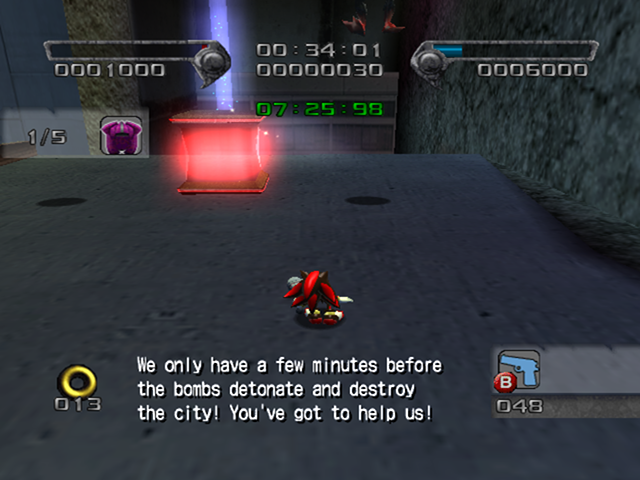 00:34:01
0001000 00000030 0006000
07:25:98
1/5
We only have a few minutes before
the bombs detonate and destroy
the city! You've got to help us!
B
013
048